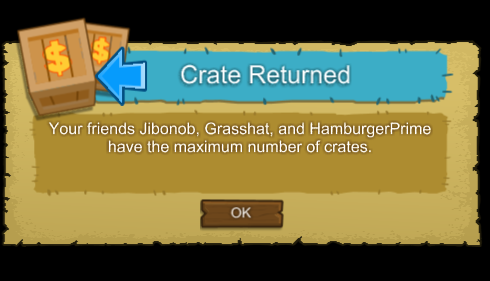 Crate Returned
Your friends Jibonob, Grasshat, and HamburgerPrime
have the maximum number of crates.
OK